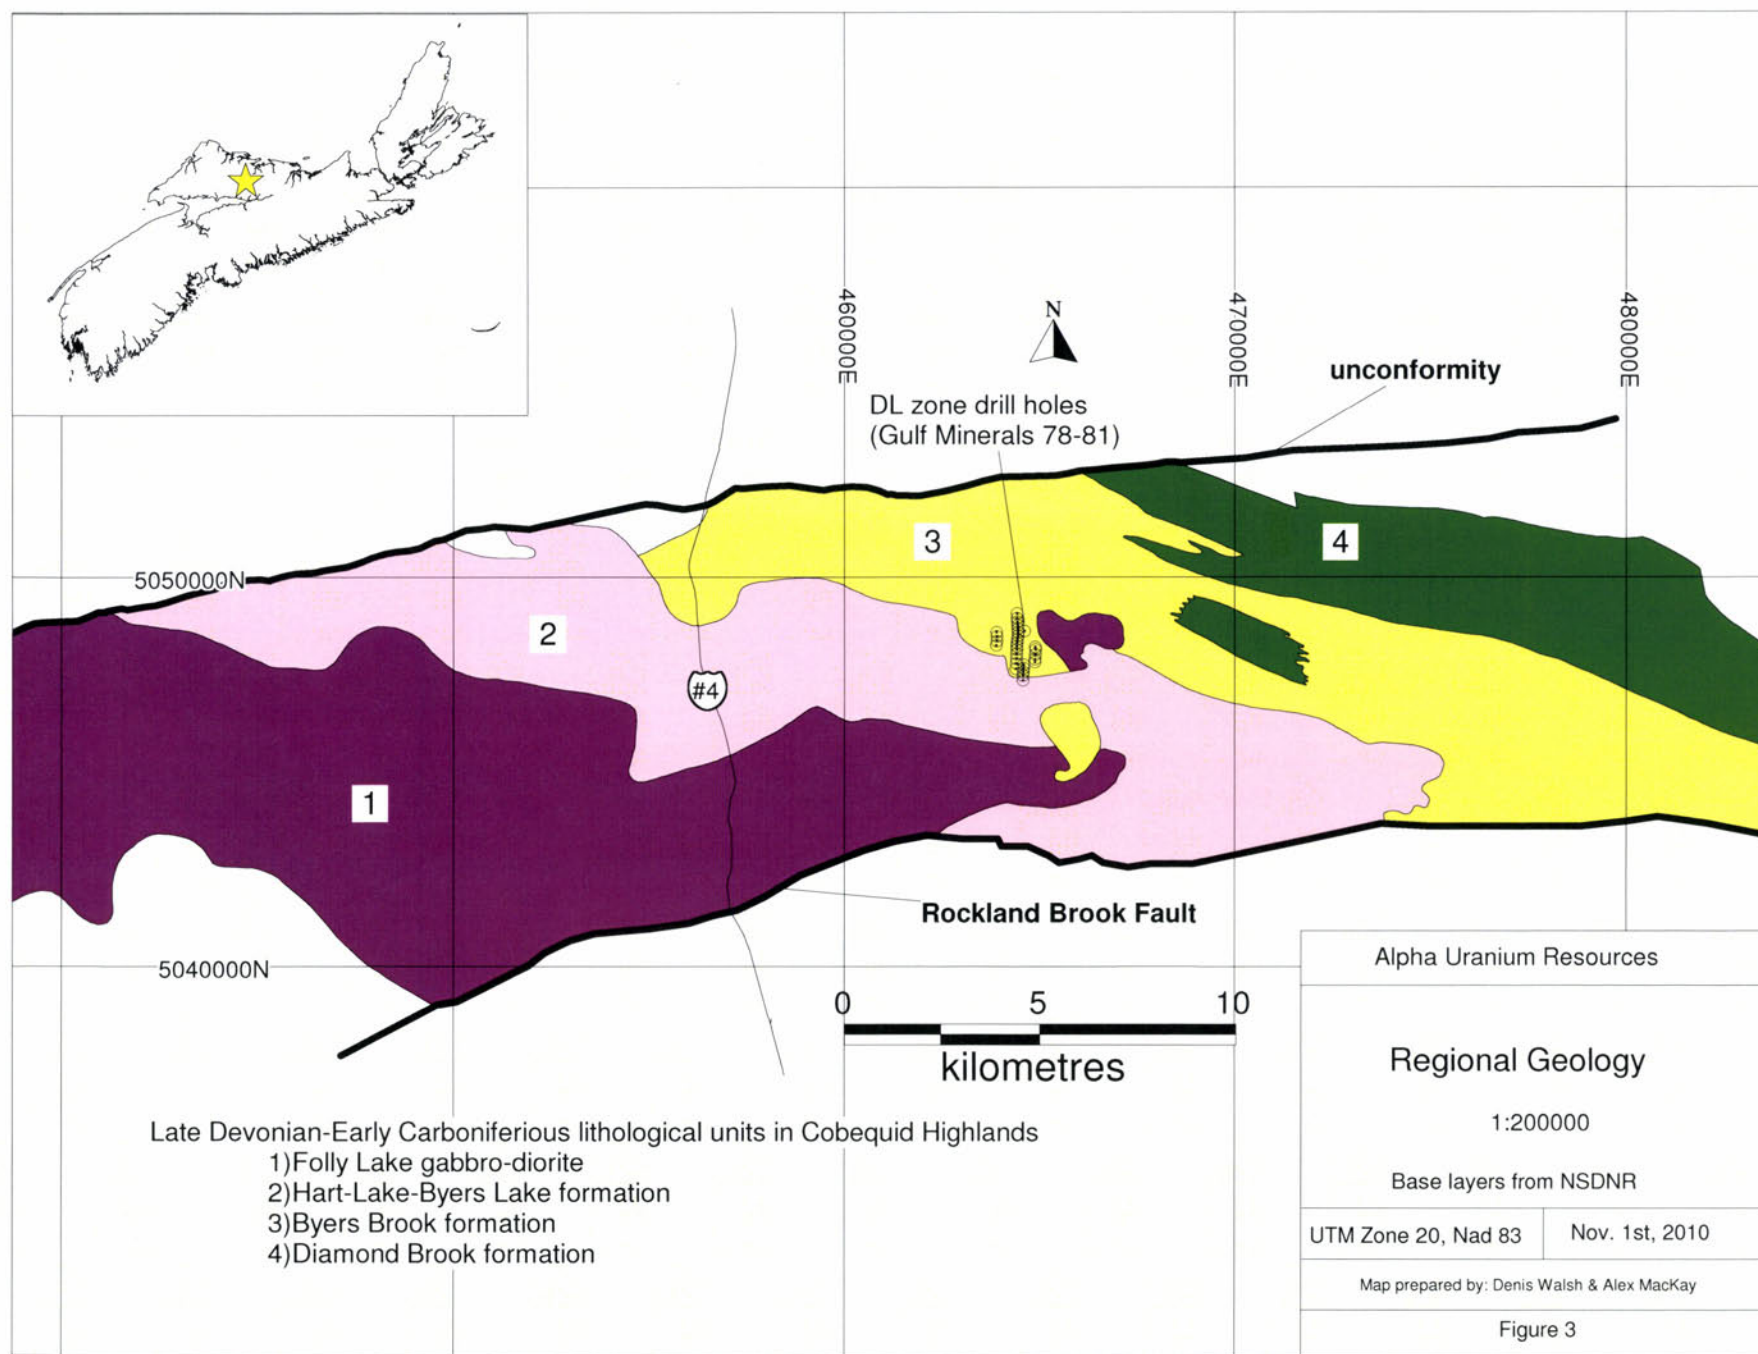 460000E
470000E
480000E
N
unconformity
DL zone drill holes
(Gulf Minerals 78-81)
3
4
5050000N
2
#4
1
Rockland Brook Fault
5040000N
0 5 10
kilometres
Late Devonian-Early Carboniferious lithological units in Cobequid Highlands
1)Folly Lake gabbro-diorite
2)Hart-Lake-Byers Lake formation
3)Byers Brook formation
4)Diamond Brook formation
Alpha Uranium Resources
Regional Geology
1:200000
Base layers from NSDNR
UTM Zone 20, Nad 83
Nov. 1st, 2010
Map prepared by: Denis Walsh & Alex MacKay
Figure 3